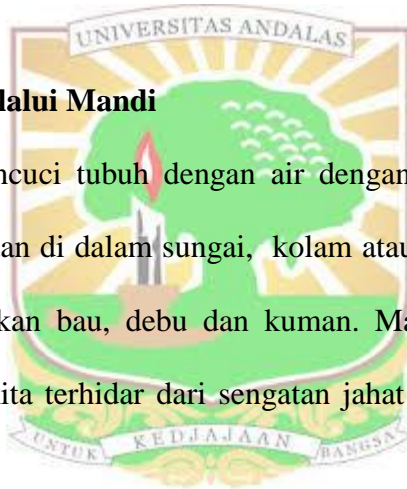 UNIVERSITAS ANDALAS
lalui Mandi
ncuci tubuh dengan air dengan
an di dalam sungai, kolam atau
kan bau, debu dan kuman. Ma
ita terhidar dari sengatan jahat
UNTUK KEDJAJAAN BANGSA